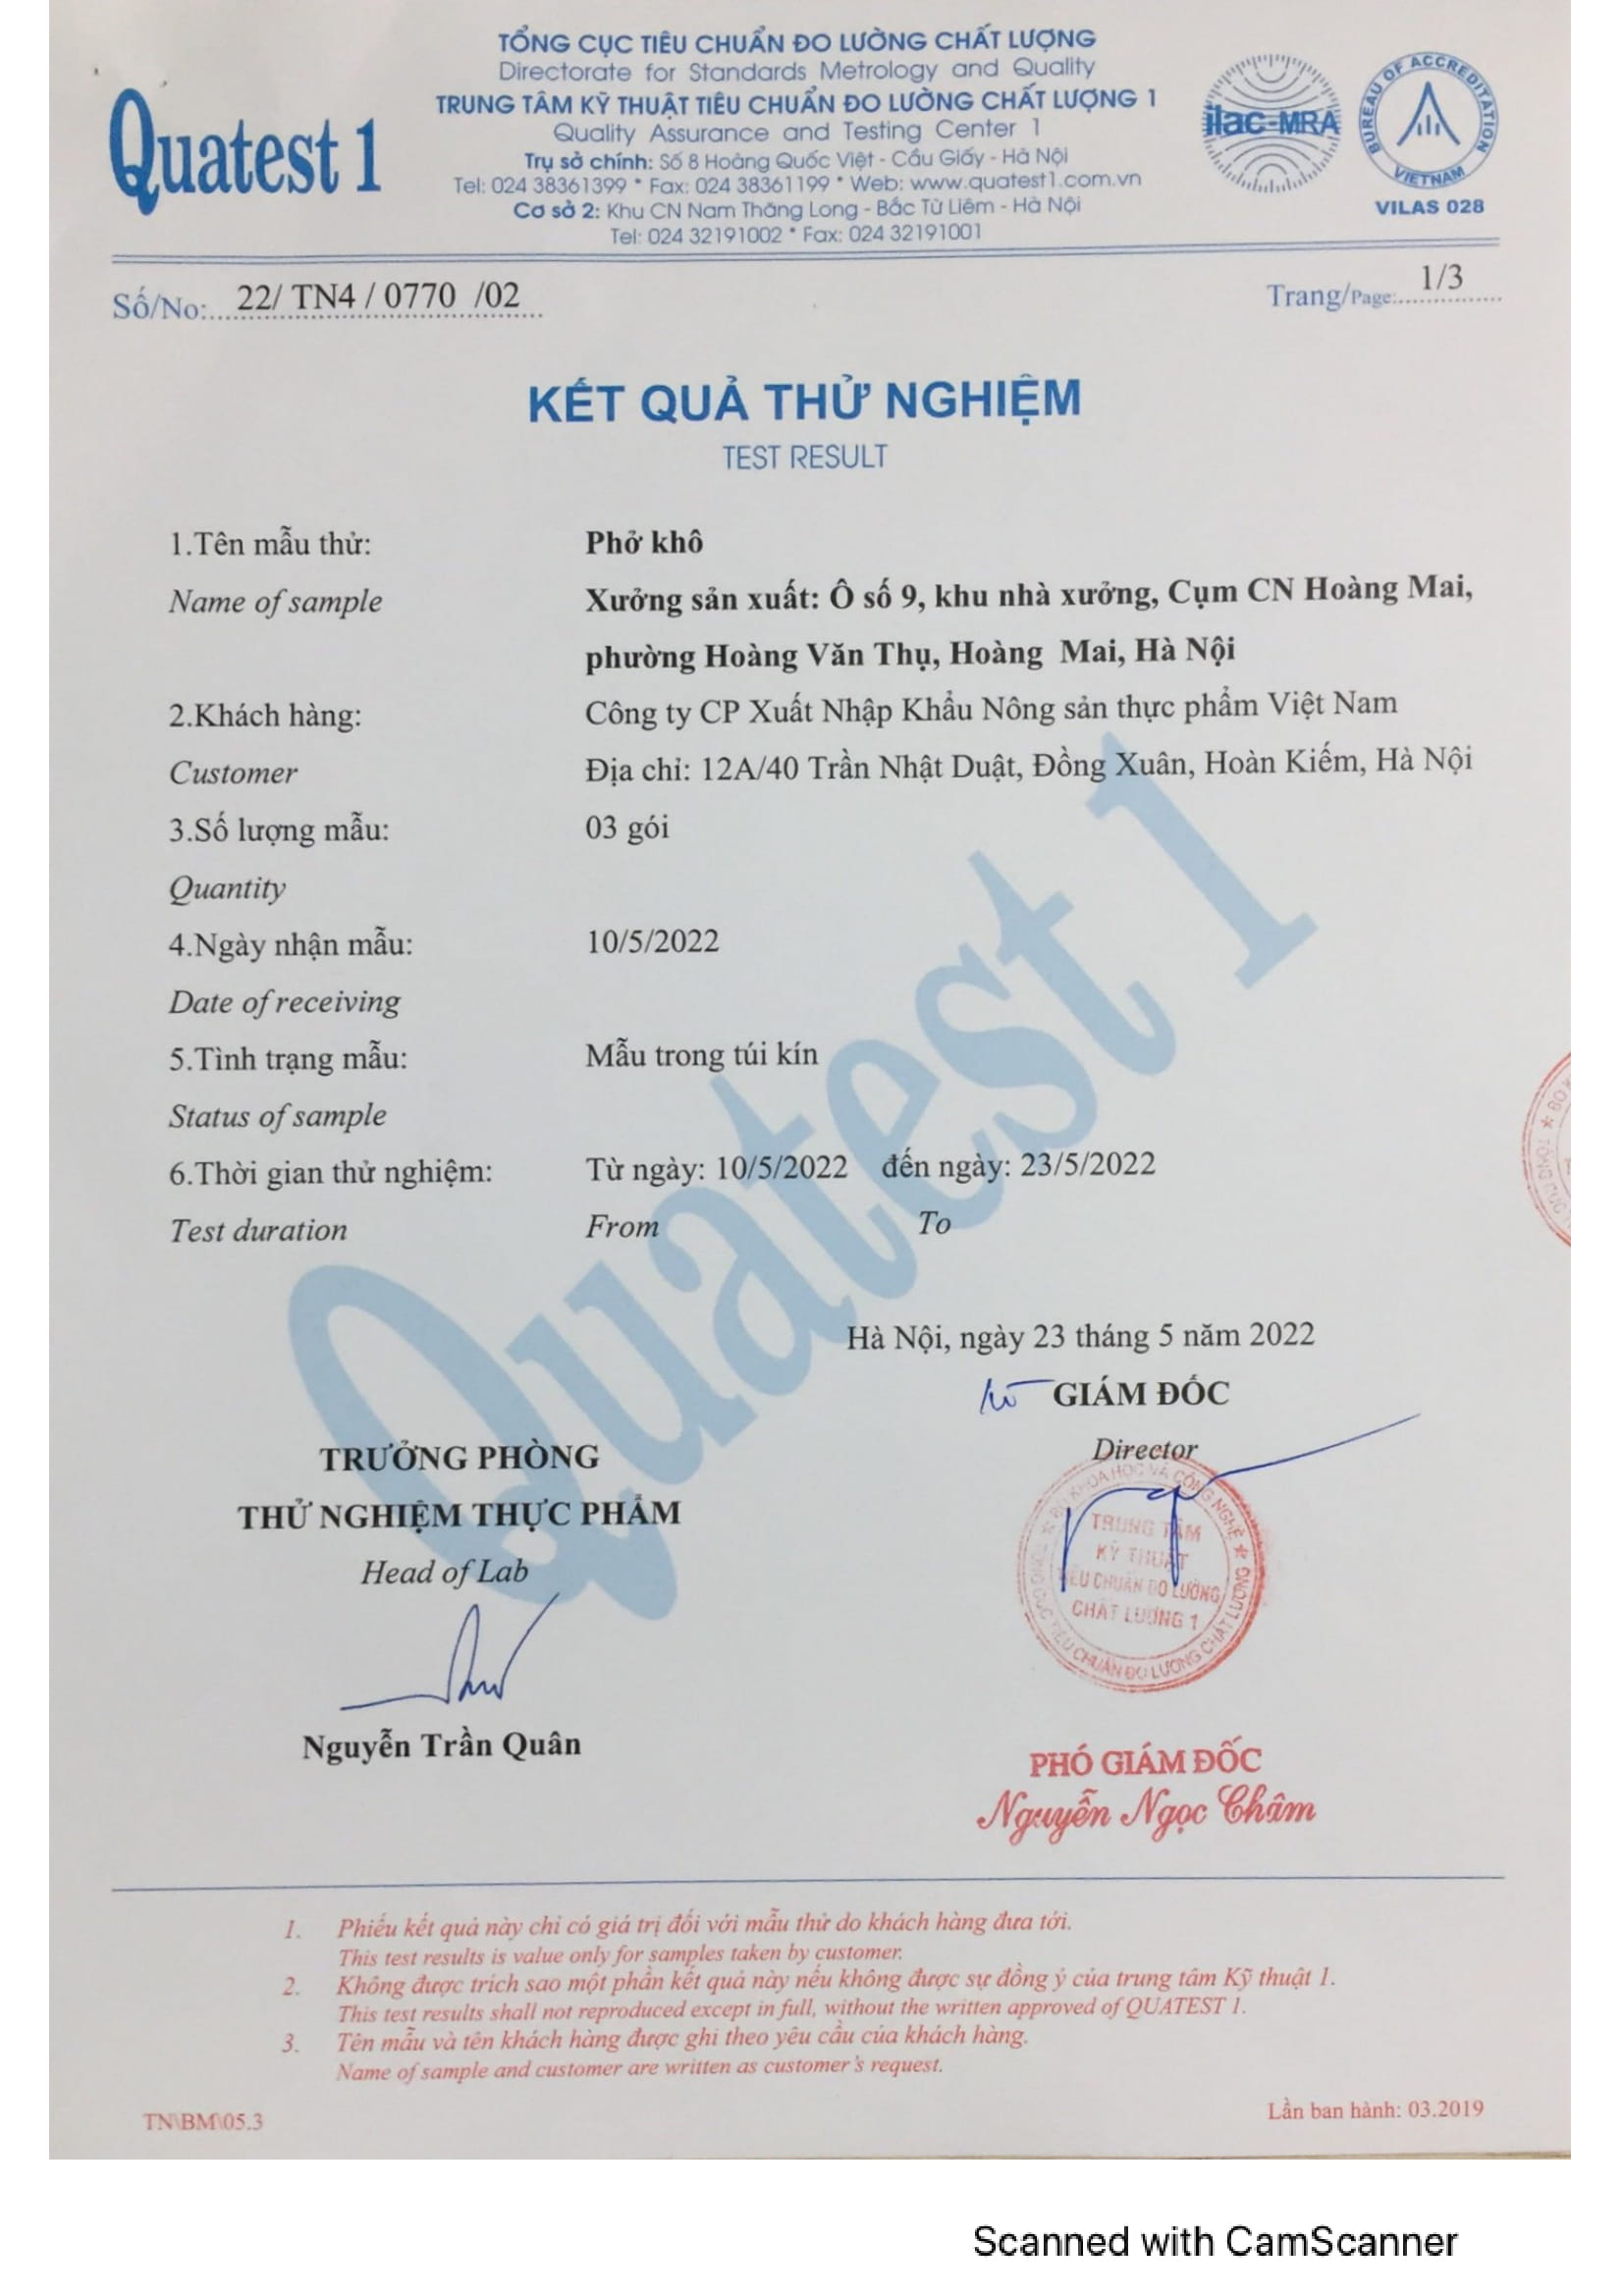 Quatest 1
TỔNG CỤC TIÊU CHUẨN ĐO LƯỜNG CHẤT LƯỢNG
Directorate for Standards Metrology and Quality
TRUNG TÂM KỸ THUẬT TIÊU CHUẨN ĐO LƯỜNG CHẤT LƯỢNG 1
Quality Assurance and Testing Center 1
Trụ sở chính: Số 8 Hoàng Quốc Việt - Cầu Giấy - Hà Nội
Tel: 024 38361399 * Fax: 024 38361199 * Web: www.quatest1.com.vn
Cơ sở 2: Khu CN Nam Thăng Long - Bắc Từ Liêm - Hà Nội
Tel: 024 32191002 * Fax: 024 32191001
ilac-MRA
BUREAU OF ACCREDITATION
VIETNAM
VILAS 028
Số/No:....22/ TN4 / 0770 /02
Trang/Page:....1/3
KẾT QUẢ THỬ NGHIỆM
TEST RESULT
1.Tên mẫu thử: Phở khô
Name of sample Xưởng sản xuất: Ô số 9, khu nhà xưởng, Cụm CN Hoàng Mai,
phường Hoàng Văn Thụ, Hoàng Mai, Hà Nội
2.Khách hàng: Công ty CP Xuất Nhập Khẩu Nông sản thực phẩm Việt Nam
Customer Địa chỉ: 12A/40 Trần Nhật Duật, Đồng Xuân, Hoàn Kiếm, Hà Nội
3.Số lượng mẫu: 03 gói
Quantity
4.Ngày nhận mẫu: 10/5/2022
Date of receiving
5.Tình trạng mẫu: Mẫu trong túi kín
Status of sample
6.Thời gian thử nghiệm: Từ ngày: 10/5/2022 đến ngày: 23/5/2022
Test duration From To
Quatest 1
Hà Nội, ngày 23 tháng 5 năm 2022
GIÁM ĐỐC
Director
TRƯỞNG PHÒNG
THỬ NGHIỆM THỰC PHẨM
Head of Lab
BỘ KHOA HỌC VÀ CÔNG NGHỆ
TRUNG TÂM
KỸ THUẬT
TIÊU CHUẨN ĐO LƯỜNG
CHẤT LƯỢNG 1
TỔNG CỤC TIÊU CHUẨN ĐO LƯỜNG CHẤT LƯỢNG
Nguyễn Trần Quân
PHÓ GIÁM ĐỐC
Nguyễn Ngọc Châm
1. Phiếu kết quả này chỉ có giá trị đối với mẫu thử do khách hàng đưa tới.
This test results is value only for samples taken by customer.
2. Không được trích sao một phần kết quả này nếu không được sự đồng ý của trung tâm Kỹ thuật 1.
This test results shall not reproduced except in full, without the written approved of QUATEST 1.
3. Tên mẫu và tên khách hàng được ghi theo yêu cầu của khách hàng.
Name of sample and customer are written as customer's request.
TN\BM\05.3
Lần ban hành: 03.2019
Scanned with CamScanner